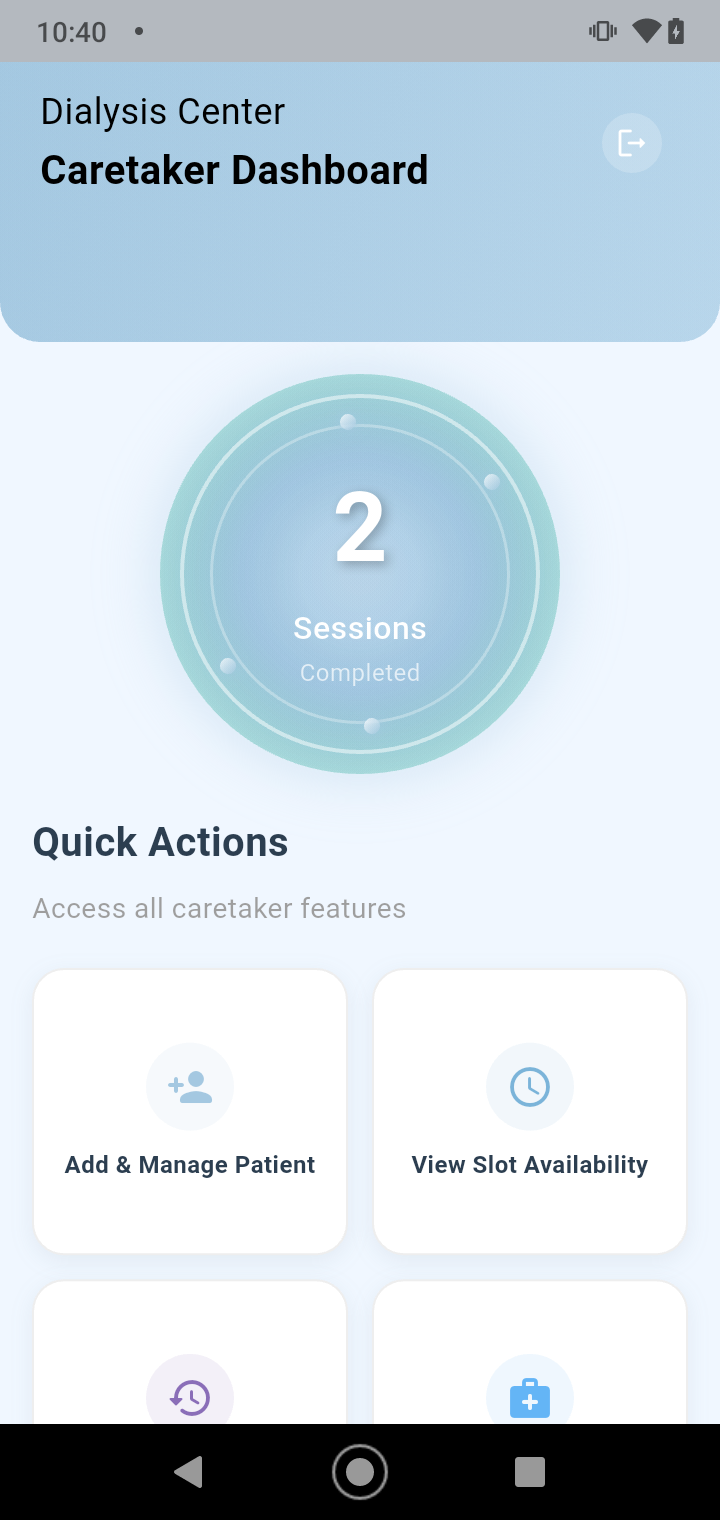 10:40
Dialysis Center
Caretaker Dashboard
2
Sessions
Completed
Quick Actions
Access all caretaker features
Add & Manage Patient
View Slot Availability